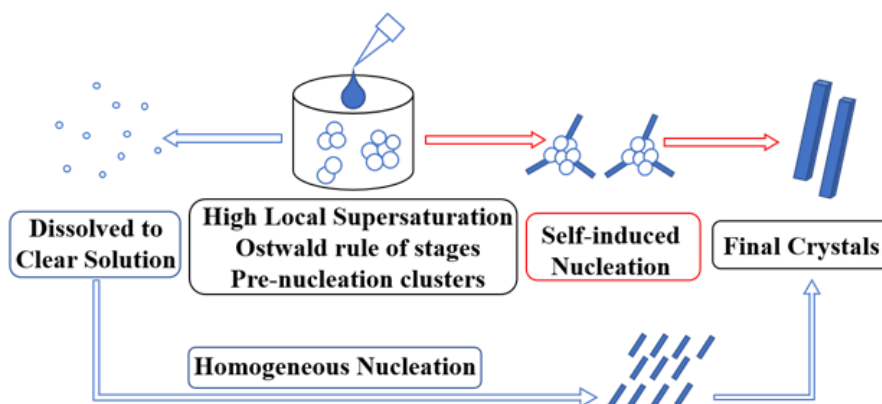 Dissolved to
Clear Solution
High Local Supersaturation
Ostwald rule of stages
Pre-nucleation clusters
Self-induced
Nucleation
Final Crystals
Homogeneous Nucleation